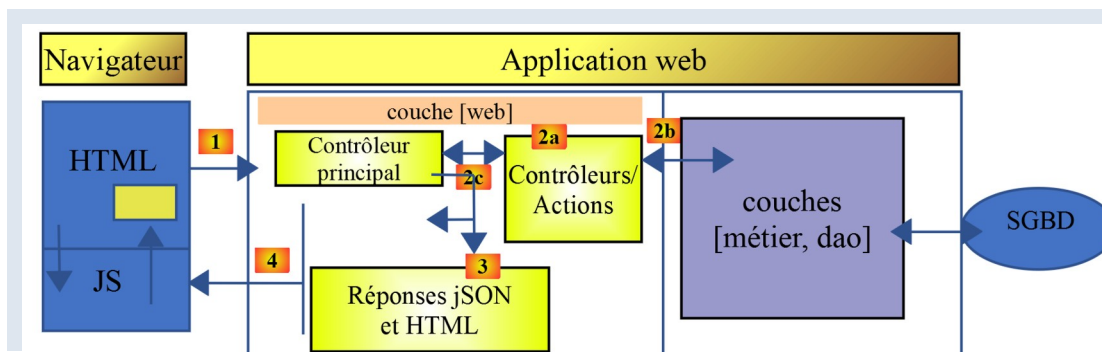 Navigateur
Application web
couche [web]
1
2a
2b
HTML
Contrôleur
principal
2c
Contrôleurs/
Actions
couches
[métier, dao]
SGBD
4
3
JS
Réponses jSON
et HTML